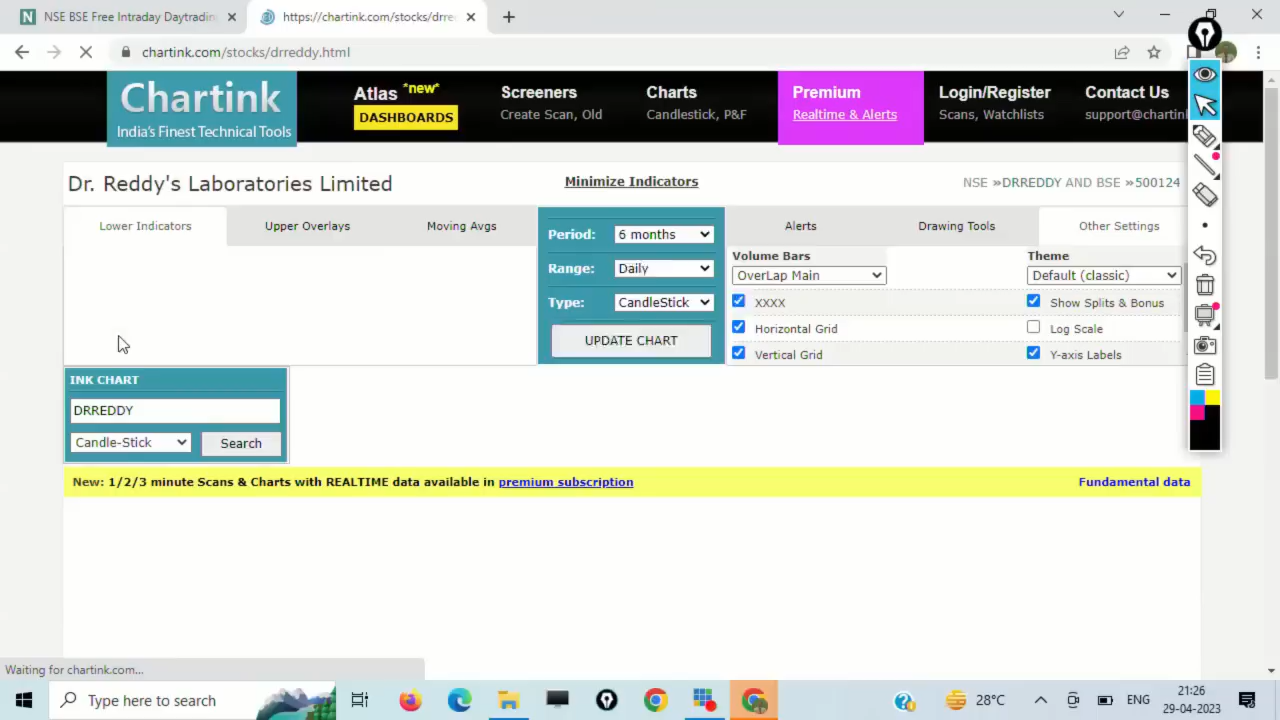 NSE BSE Free Intraday Daytradin
https://chartink.com/stocks/drre
chartink.com/stocks/drreddy.html
Chartink
India's Finest Technical Tools
Atlas *new*
DASHBOARDS
Screeners
Create Scan, Old
Charts
Candlestick, P&F
Premium
Realtime & Alerts
Login/Register
Scans, Watchlists
Contact Us
support@chartink
Dr. Reddy's Laboratories Limited
Minimize Indicators
NSE »DRREDDY AND BSE »500124
Lower Indicators
Upper Overlays
Moving Avgs
Period: 6 months
Range: Daily
Type: CandleStick
UPDATE CHART
Alerts
Drawing Tools
Other Settings
Volume Bars
OverLap Main
XXXX
Horizontal Grid
Vertical Grid
Theme
Default (classic)
Show Splits & Bonus
Log Scale
Y-axis Labels
INK CHART
DRREDDY
Candle-Stick
Search
New: 1/2/3 minute Scans & Charts with REALTIME data available in premium subscription
Fundamental data
Waiting for chartink.com...
Type here to search
28°C
ENG
21:26
29-04-2023